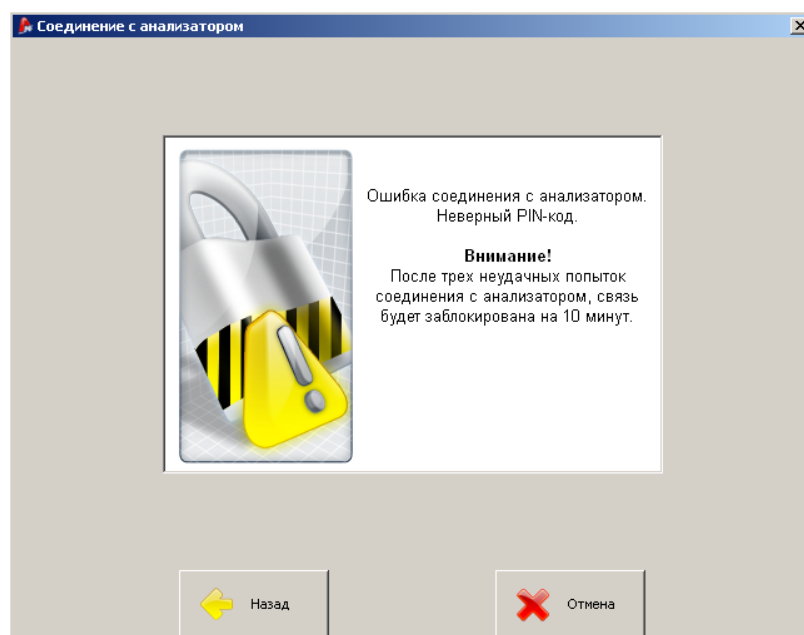 Соединение с анализатором
Ошибка соединения с анализатором.
Неверный PIN-код.
Внимание!
После трех неудачных попыток
соединения с анализатором, связь
будет заблокирована на 10 минут.
Назад
Отмена